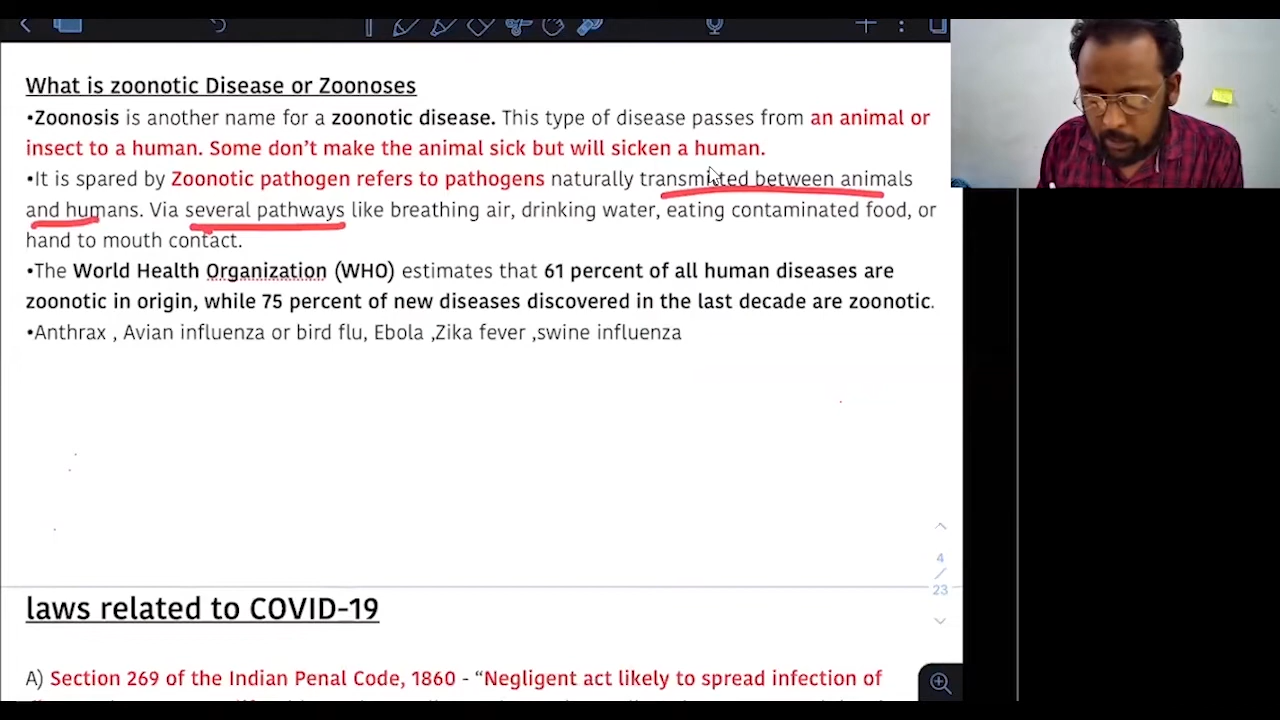 What is zoonotic Disease or Zoonoses
•Zoonosis is another name for a zoonotic disease. This type of disease passes from an animal or
insect to a human. Some don't make the animal sick but will sicken a human.
•It is spared by Zoonotic pathogen refers to pathogens naturally transmitted between animals
and humans. Via several pathways like breathing air, drinking water, eating contaminated food, or
hand to mouth contact.
•The World Health Organization (WHO) estimates that 61 percent of all human diseases are
zoonotic in origin, while 75 percent of new diseases discovered in the last decade are zoonotic.
•Anthrax , Avian influenza or bird flu, Ebola ,Zika fever ,swine influenza
4
/
23
laws related to COVID-19
A) Section 269 of the Indian Penal Code, 1860 - “Negligent act likely to spread infection of